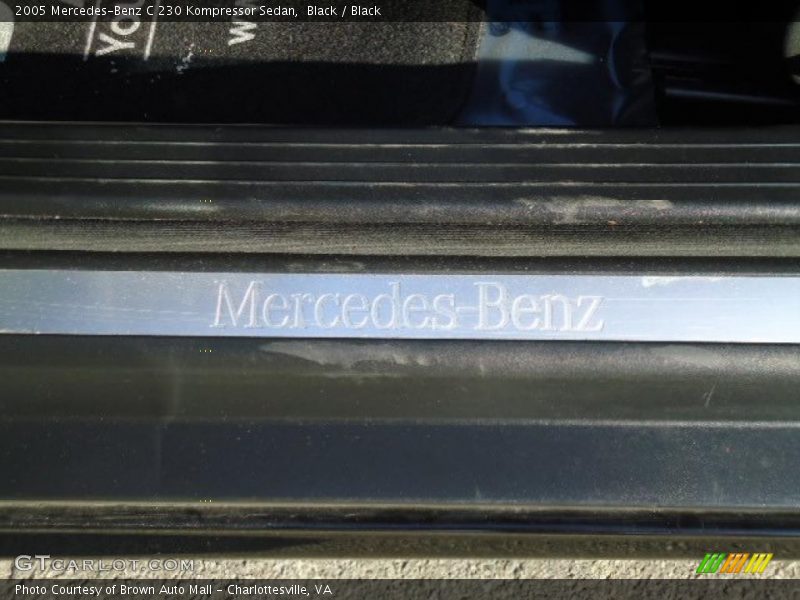 2005 Mercedes-Benz C 230 Kompressor Sedan, Black / Black
YO
W
Mercedes-Benz
GTCARLOT.COM
Photo Courtesy of Brown Auto Mall - Charlottesville, VA